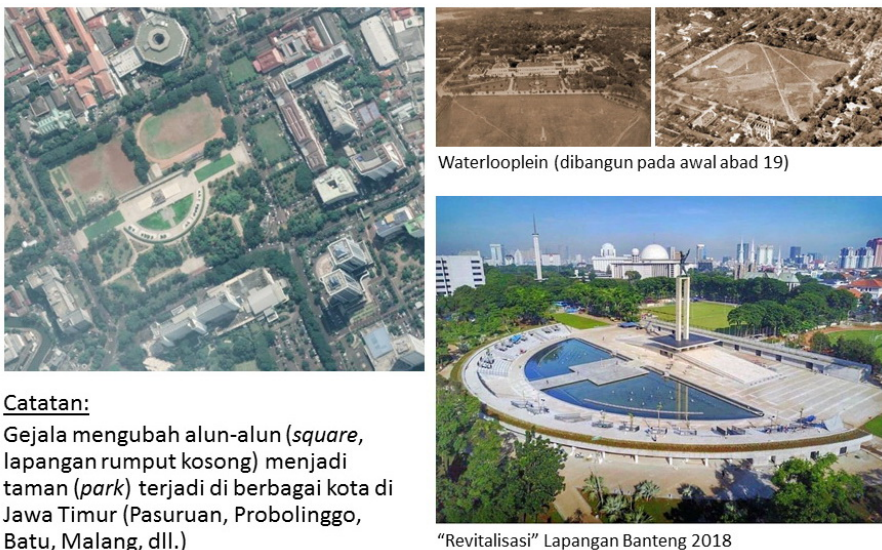 Waterlooplein (dibangun pada awal abad 19)
Catatan:
Gejala mengubah alun-alun (square,
lapangan rumput kosong) menjadi
taman (park) terjadi di berbagai kota di
Jawa Timur (Pasuruan, Probolinggo,
Batu, Malang, dll.)
“Revitalisasi” Lapangan Banteng 2018